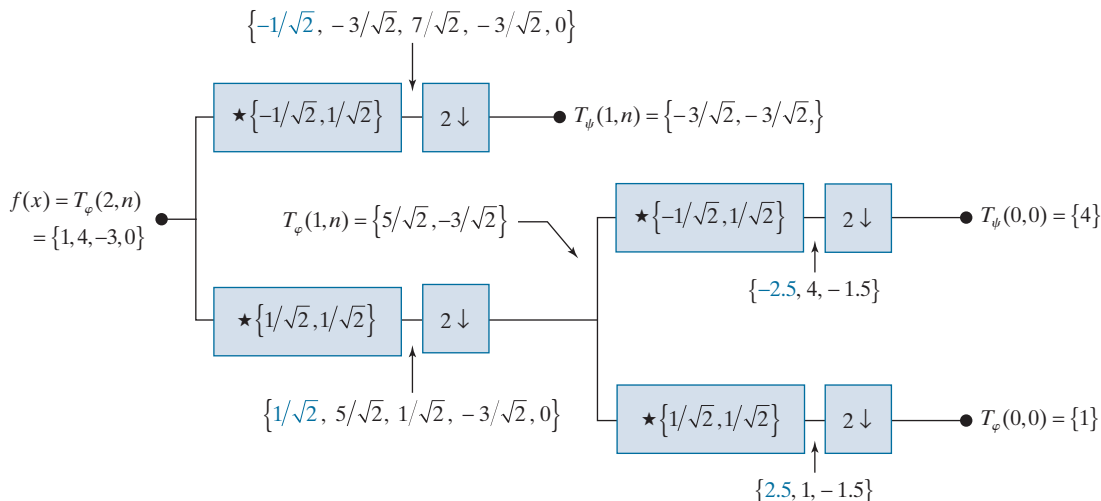 {−1/√2, −3/√2, 7/√2, −3/√2, 0}
★{−1/√2, 1/√2}
2↓
T_ψ(1, n) = {−3/√2, −3/√2,}
f(x) = T_φ(2, n)
= {1, 4, −3, 0}
T_φ(1, n) = {5/√2, −3/√2}
★{−1/√2, 1/√2}
2↓
T_ψ(0, 0) = {4}
{−2.5, 4, −1.5}
★{1/√2, 1/√2}
2↓
{1/√2, 5/√2, 1/√2, −3/√2, 0}
★{1/√2, 1/√2}
2↓
T_φ(0, 0) = {1}
{2.5, 1, −1.5}